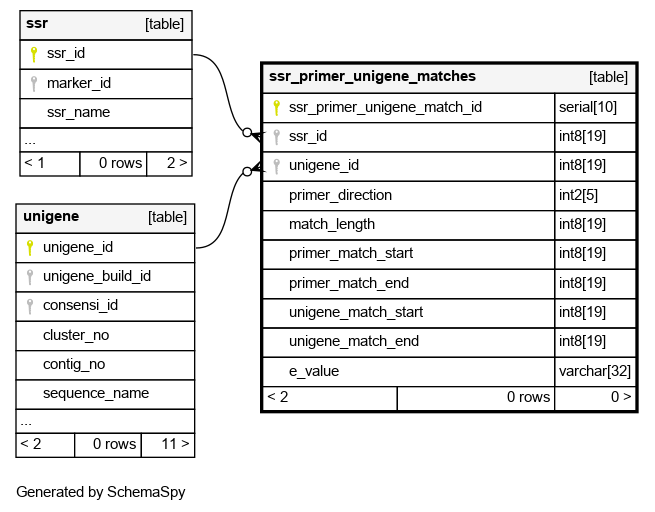 ssr [table]
ssr_id
marker_id
ssr_name
...
< 1 0 rows 2 >
unigene [table]
unigene_id
unigene_build_id
consensi_id
cluster_no
contig_no
sequence_name
...
< 2 0 rows 11 >
ssr_primer_unigene_matches [table]
ssr_primer_unigene_match_id serial[10]
ssr_id int8[19]
unigene_id int8[19]
primer_direction int2[5]
match_length int8[19]
primer_match_start int8[19]
primer_match_end int8[19]
unigene_match_start int8[19]
unigene_match_end int8[19]
e_value varchar[32]
< 2 0 rows 0 >
Generated by SchemaSpy